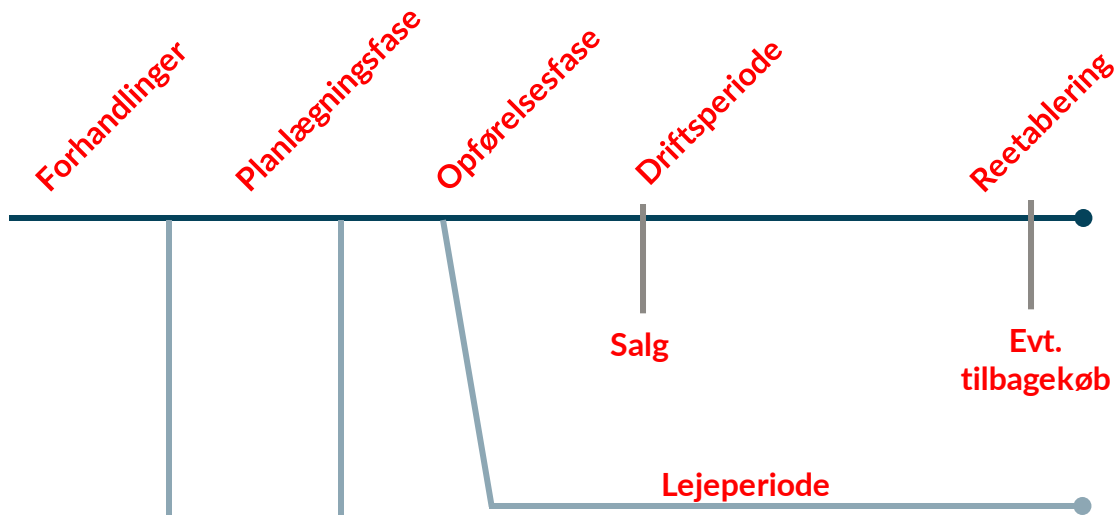 Forhandlinger
Planlægningsfase
Opførelsesfase
Driftsperiode
Reetablering
Salg
Evt.
tilbagekøb
Lejeperiode